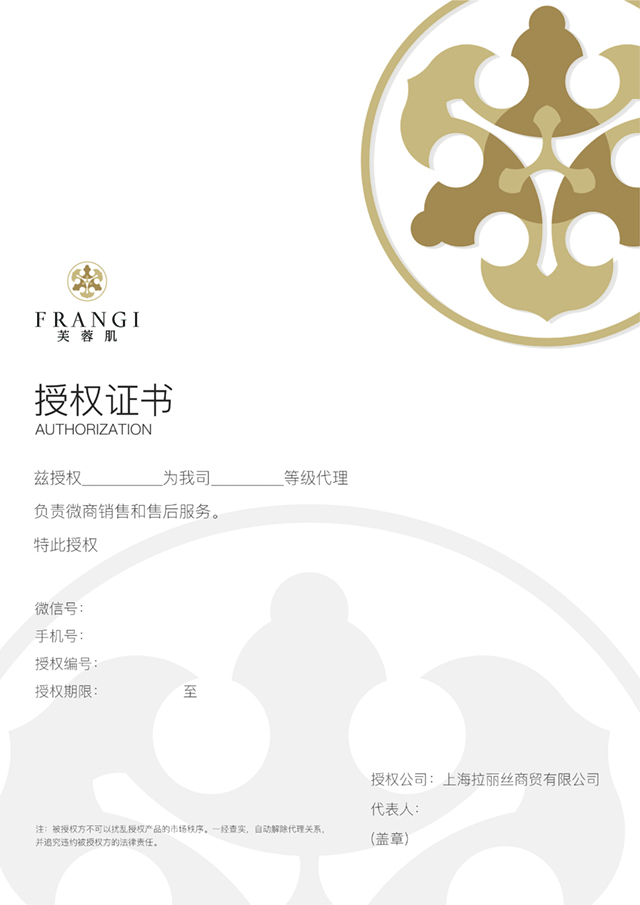 FRANGI
芙蓉肌
授权证书
AUTHORIZATION
兹授权__________为我司_________等级代理
负责微商销售和售后服务。
特此授权
微信号：
手机号：
授权编号：
授权期限： 至
授权公司：上海拉丽丝商贸有限公司
代表人：
(盖章)
注：被授权方不可以扰乱授权产品的市场秩序。一经查实，自动解除代理关系，
并追究违约被授权方的法律责任。